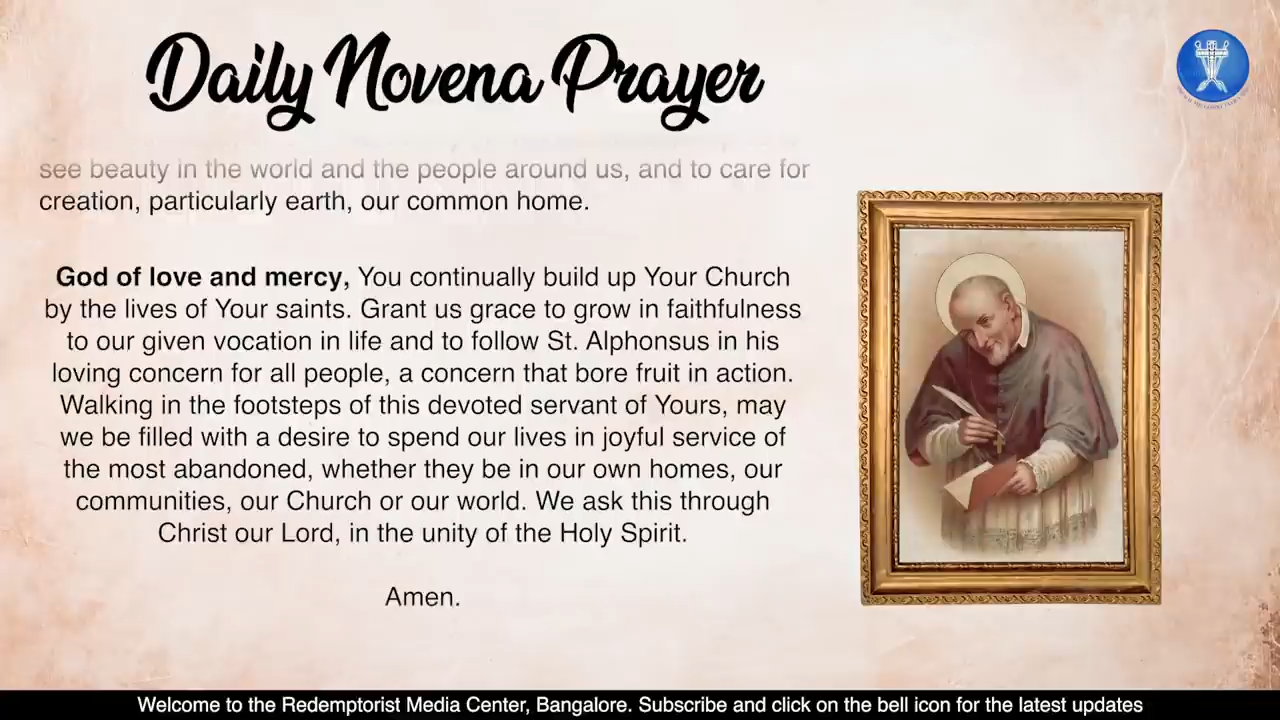 Daily Novena Prayer
see beauty in the world and the people around us, and to care for
creation, particularly earth, our common home.
God of love and mercy, You continually build up Your Church
by the lives of Your saints. Grant us grace to grow in faithfulness
to our given vocation in life and to follow St. Alphonsus in his
loving concern for all people, a concern that bore fruit in action.
Walking in the footsteps of this devoted servant of Yours, may
we be filled with a desire to spend our lives in joyful service of
the most abandoned, whether they be in our own homes, our
communities, our Church or our world. We ask this through
Christ our Lord, in the unity of the Holy Spirit.
Amen.
Welcome to the Redemptorist Media Center, Bangalore. Subscribe and click on the bell icon for the latest updates